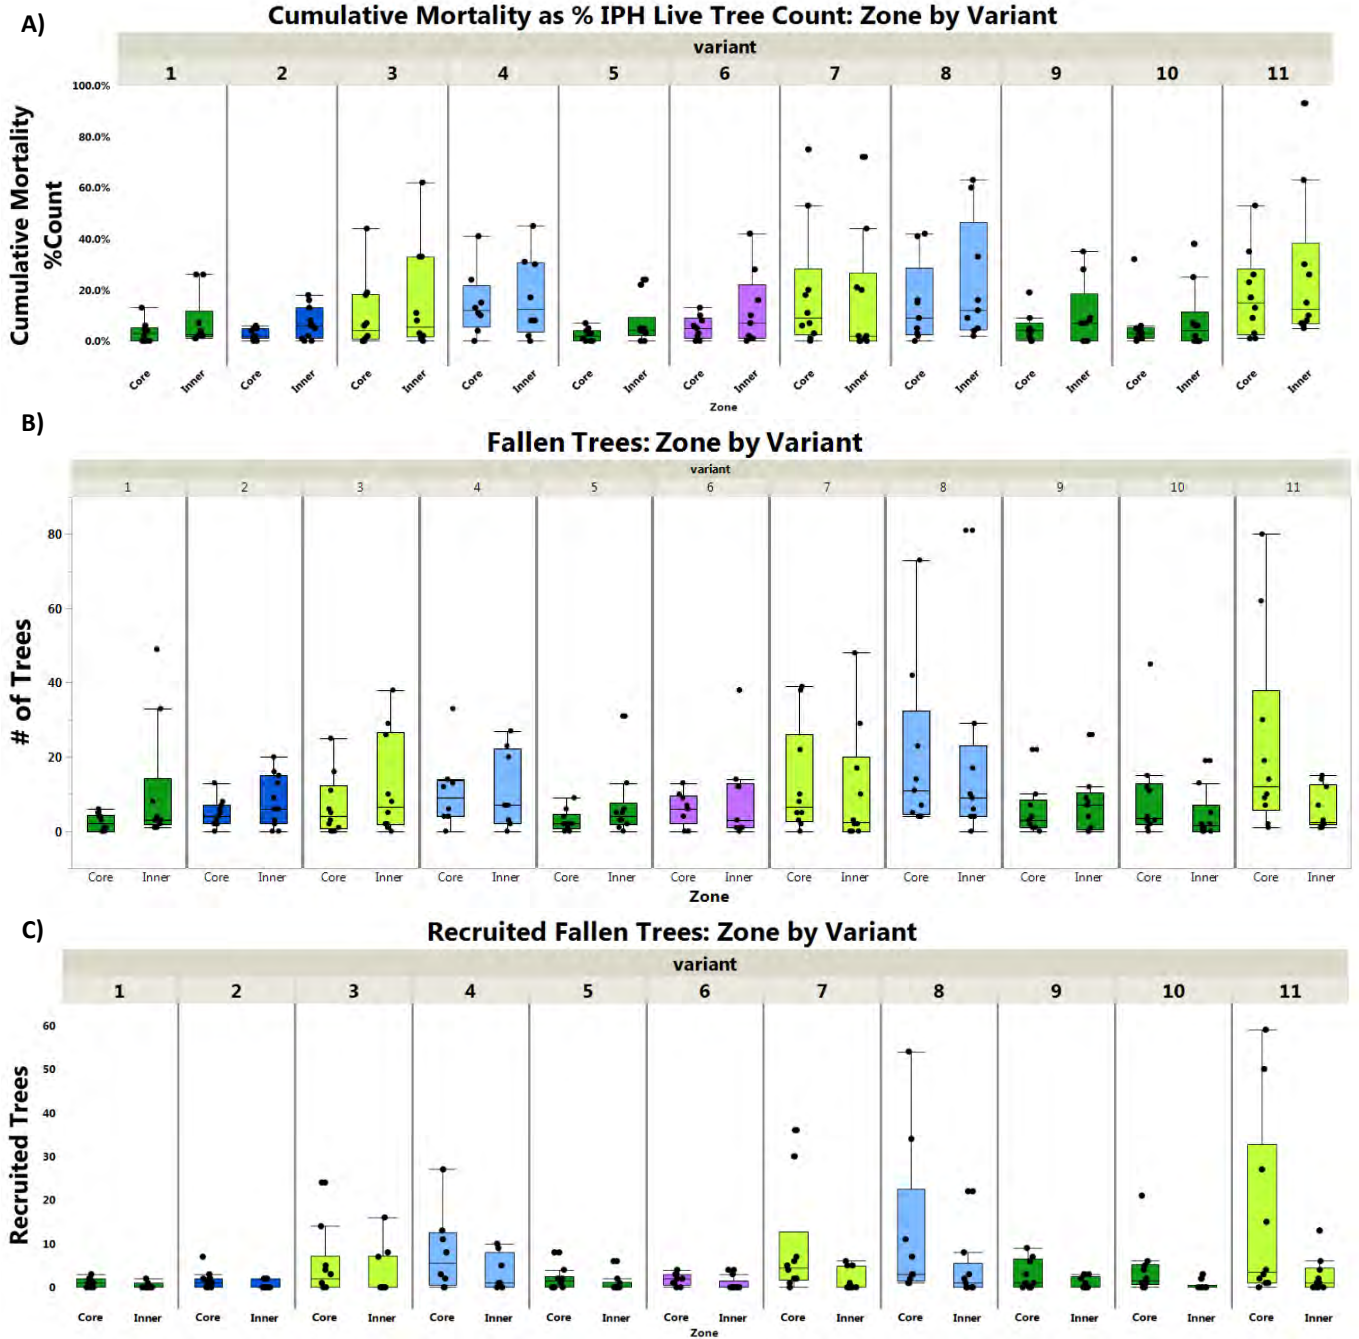 A)
Cumulative Mortality as % IPH Live Tree Count: Zone by Variant
variant
1 2 3 4 5 6 7 8 9 10 11
Cumulative Mortality
%Count
100.0%
80.0%
60.0%
40.0%
20.0%
0.0%
Core Inner Core Inner Core Inner Core Inner Core Inner Core Inner Core Inner Core Inner Core Inner Core Inner Core Inner
Zone
B)
Fallen Trees: Zone by Variant
variant
1 2 3 4 5 6 7 8 9 10 11
# of Trees
80
60
40
20
0
Core Inner Core Inner Core Inner Core Inner Core Inner Core Inner Core Inner Core Inner Core Inner Core Inner Core Inner
Zone
C)
Recruited Fallen Trees: Zone by Variant
variant
1 2 3 4 5 6 7 8 9 10 11
Recruited Trees
60
50
40
30
20
10
0
Core Inner Core Inner Core Inner Core Inner Core Inner Core Inner Core Inner Core Inner Core Inner Core Inner Core Inner
Zone